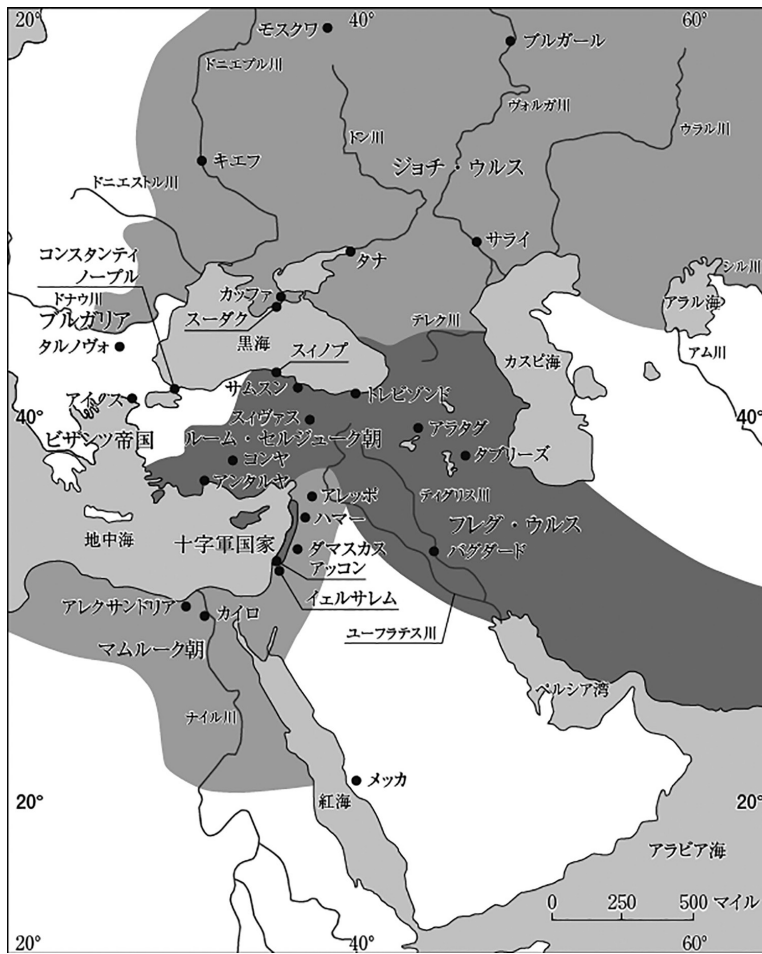 20°
40°
60°
モスクワ
ブルガール
ドニエプル川
ヴォルガ川
ドン川
ウラル川
キエフ
ジョチ・ウルス
ドニエストル川
サライ
コンスタンティ
ノープル
タナ
シル川
カッファ
アラル海
ドナウ川
スーダク
テレク川
ブルガリア
黒海
スィノプ
カスピ海
アム川
タルノヴォ
サムスン
トレビゾンド
40°
アイノス
40°
スィヴァス
アラタグ
ビザンツ帝国
ルーム・セルジューク朝
コンヤ
タブリーズ
アンタルヤ
アレッポ
ティグリス川
ハマー
フレグ・ウルス
地中海
十字軍国家
ダマスカス
バグダード
アッコン
イェルサレム
アレクサンドリア
カイロ
ユーフラテス川
マムルーク朝
ペルシア湾
ナイル川
メッカ
20°
紅海
20°
アラビア海
0 250 500 マイル
20°
40°
60°